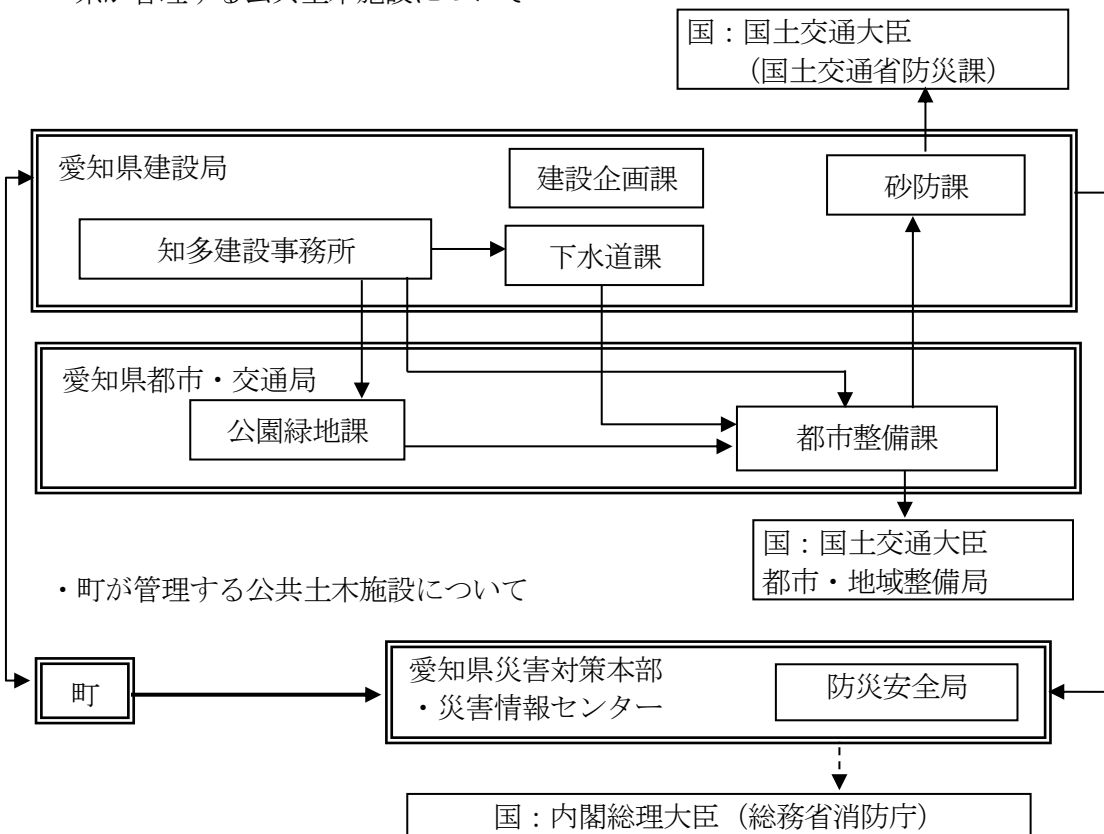 県が管理する公共土木施設について
国：国土交通大臣
（国土交通省防災課）
愛知県建設局
建設企画課
砂防課
知多建設事務所
下水道課
愛知県都市・交通局
公園緑地課
都市整備課
国：国土交通大臣
都市・地域整備局
・町が管理する公共土木施設について
町
愛知県災害対策本部
・災害情報センター
防災安全局
国：内閣総理大臣（総務省消防庁）